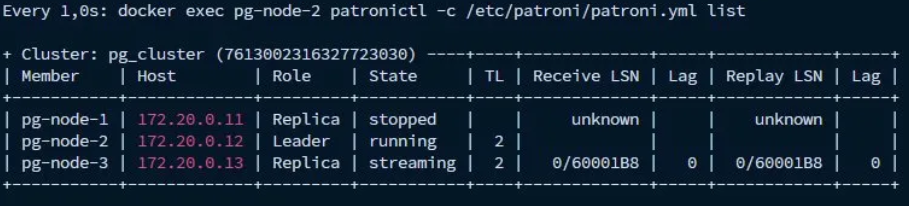 Every 1,0s: docker exec pg-node-2 patronictl -c /etc/patroni/patroni.yml list
+ Cluster: pg_cluster (7613002316327723030) ----+----+-------------+-----+------------+-----+
| Member    | Host        | Role    | State     | TL | Receive LSN | Lag | Replay LSN | Lag |
+-----------+-------------+---------+-----------+----+-------------+-----+------------+-----+
| pg-node-1 | 172.20.0.11 | Replica | stopped   |    |     unknown |     |    unknown |     |
| pg-node-2 | 172.20.0.12 | Leader  | running   |  2 |             |     |            |     |
| pg-node-3 | 172.20.0.13 | Replica | streaming |  2 |   0/60001B8 |   0 |  0/60001B8 |   0 |
+-----------+-------------+---------+-----------+----+-------------+-----+------------+-----+